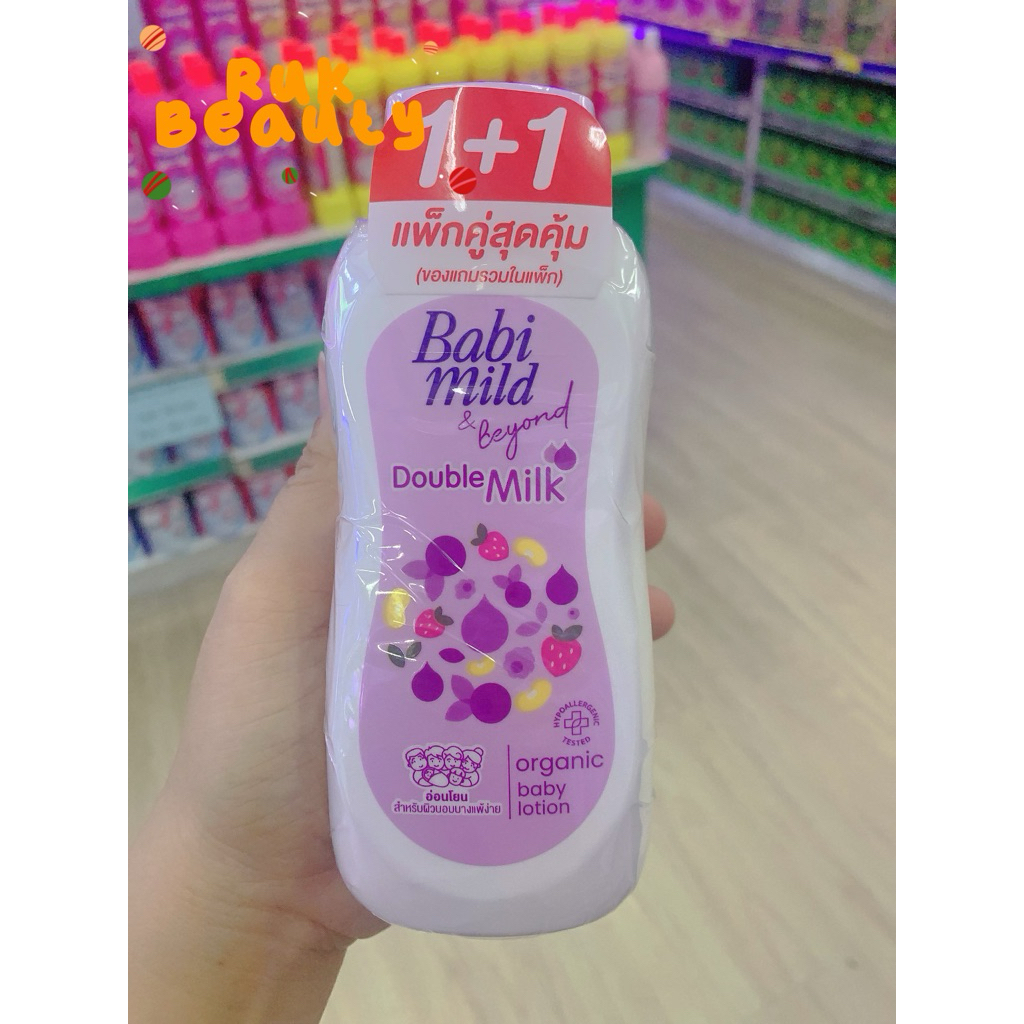 RUK
Beauty
1+1
แพ็กคู่สุดคุ้ม
(ของแถมรวมในแพ็ก)
Babi
mild
& Beyond
Double Milk
HYPOALLERGENIC
TESTED
อ่อนโยน
สำหรับผิวบอบบางแพ้ง่าย
organic
baby
lotion